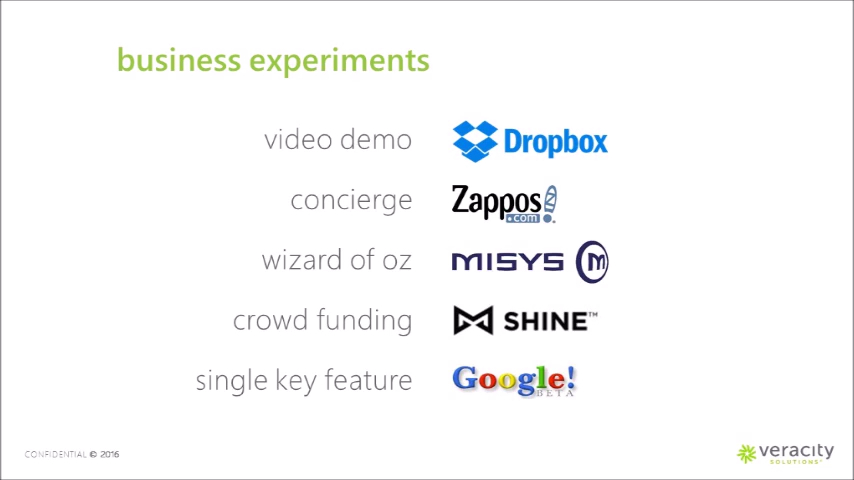 business experiments
video demo Dropbox
concierge Zappos .com
wizard of oz MISYS M
crowd funding SHINE™
single key feature Google! BETA
CONFIDENTIAL © 2016
veracity
SOLUTIONS